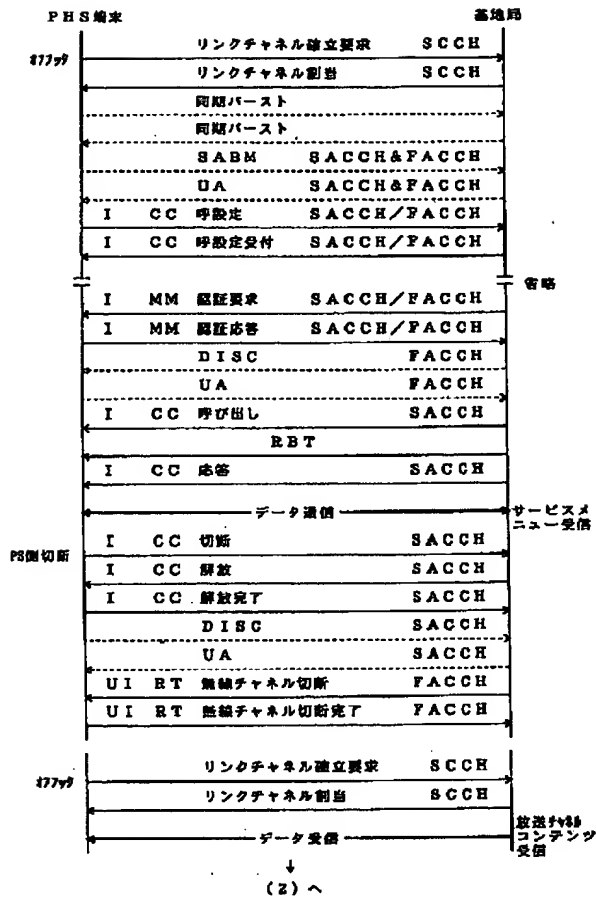 PHS端末 基地局
リンクチャネル確立要求 SCCH
オフフック
リンクチャネル割当 SCCH
同期バースト
同期バースト
SABM SACCH&FACCH
UA SACCH&FACCH
I CC 呼設定 SACCH/FACCH
I CC 呼設定受付 SACCH/FACCH
省略
I MM 認証要求 SACCH/FACCH
I MM 認証応答 SACCH/FACCH
DISC FACCH
UA FACCH
I CC 呼び出し SACCH
RBT
I CC 応答 SACCH
データ通信 サービスメ
ニュー受信
I CC 切断 SACCH
PS側切断
I CC 解放 SACCH
I CC 解放完了 SACCH
DISC SACCH
UA SACCH
UI RT 無線チャネル切断 FACCH
UI RT 無線チャネル切断完了 FACCH
リンクチャネル確立要求 SCCH
オフフック
リンクチャネル割当 SCCH
放送チャネル
データ受信 コンテンツ
受信
(2)へ